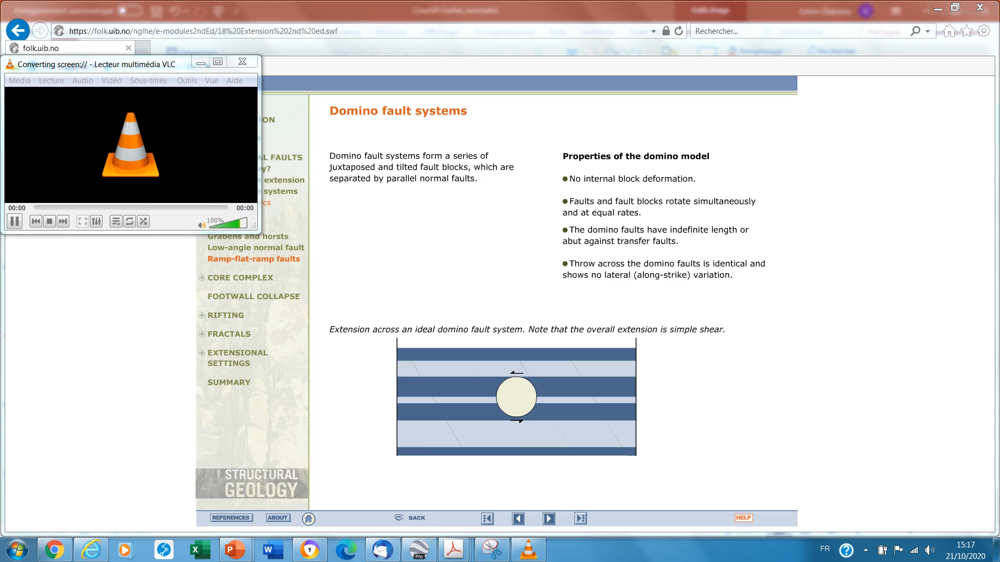 Enregistrement automatique
https://folk.uib.no/nglhe/e-modules2ndEd/18%20Extension%202nd%20ed.swf
Rechercher...
folk.uib.no
Converting screen:// - Lecteur multimédia VLC
Média Lecture Audio Vidéo Sous-titres Outils Vue Aide
00:00 00:00
100%
ON
L FAULTS
y?
extension
systems
ics
Grabens and horsts
Low-angle normal fault
Ramp-flat-ramp faults
CORE COMPLEX
FOOTWALL COLLAPSE
RIFTING
FRACTALS
EXTENSIONAL
SETTINGS
SUMMARY
STRUCTURAL
GEOLOGY
Domino fault systems
Domino fault systems form a series of
juxtaposed and tilted fault blocks, which are
separated by parallel normal faults.
Properties of the domino model
No internal block deformation.
Faults and fault blocks rotate simultaneously
and at equal rates.
The domino faults have indefinite length or
abut against transfer faults.
Throw across the domino faults is identical and
shows no lateral (along-strike) variation.
Extension across an ideal domino fault system. Note that the overall extension is simple shear.
REFERENCES ABOUT BACK HELP
Pro
FR
15:17
21/10/2020